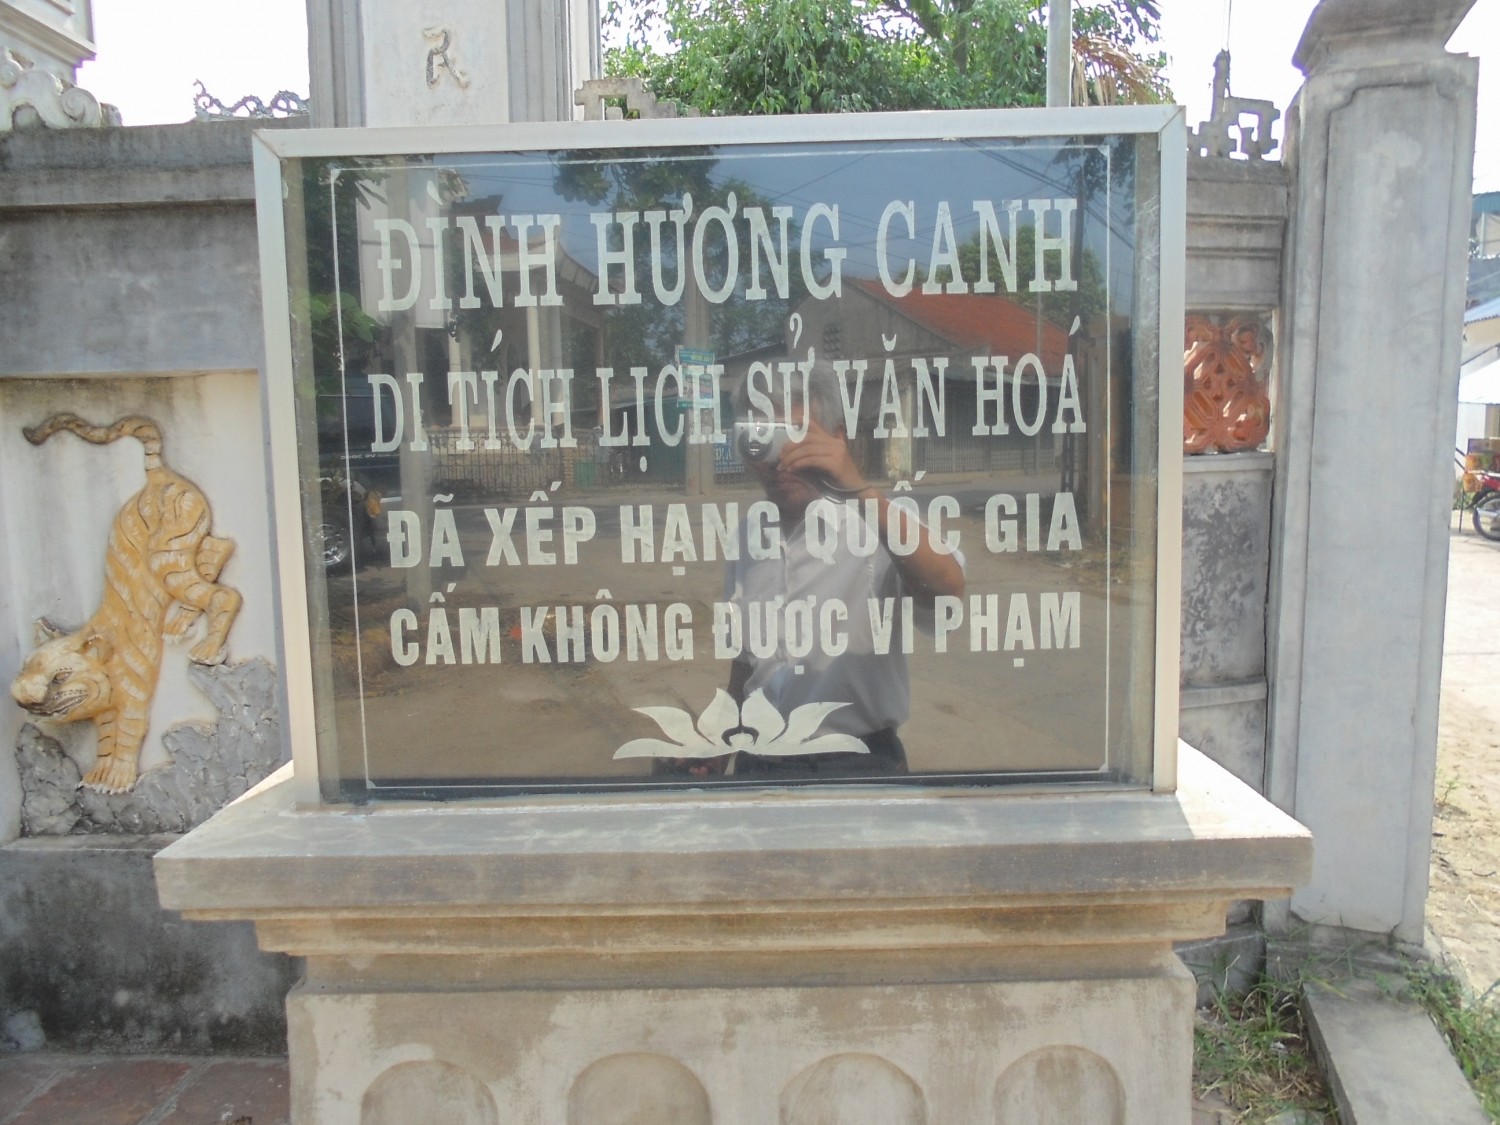 ĐÌNH HƯƠNG CANH
DI TÍCH LỊCH SỬ VĂN HOÁ
ĐÃ XẾP HẠNG QUỐC GIA
CẤM KHÔNG ĐƯỢC VI PHẠM